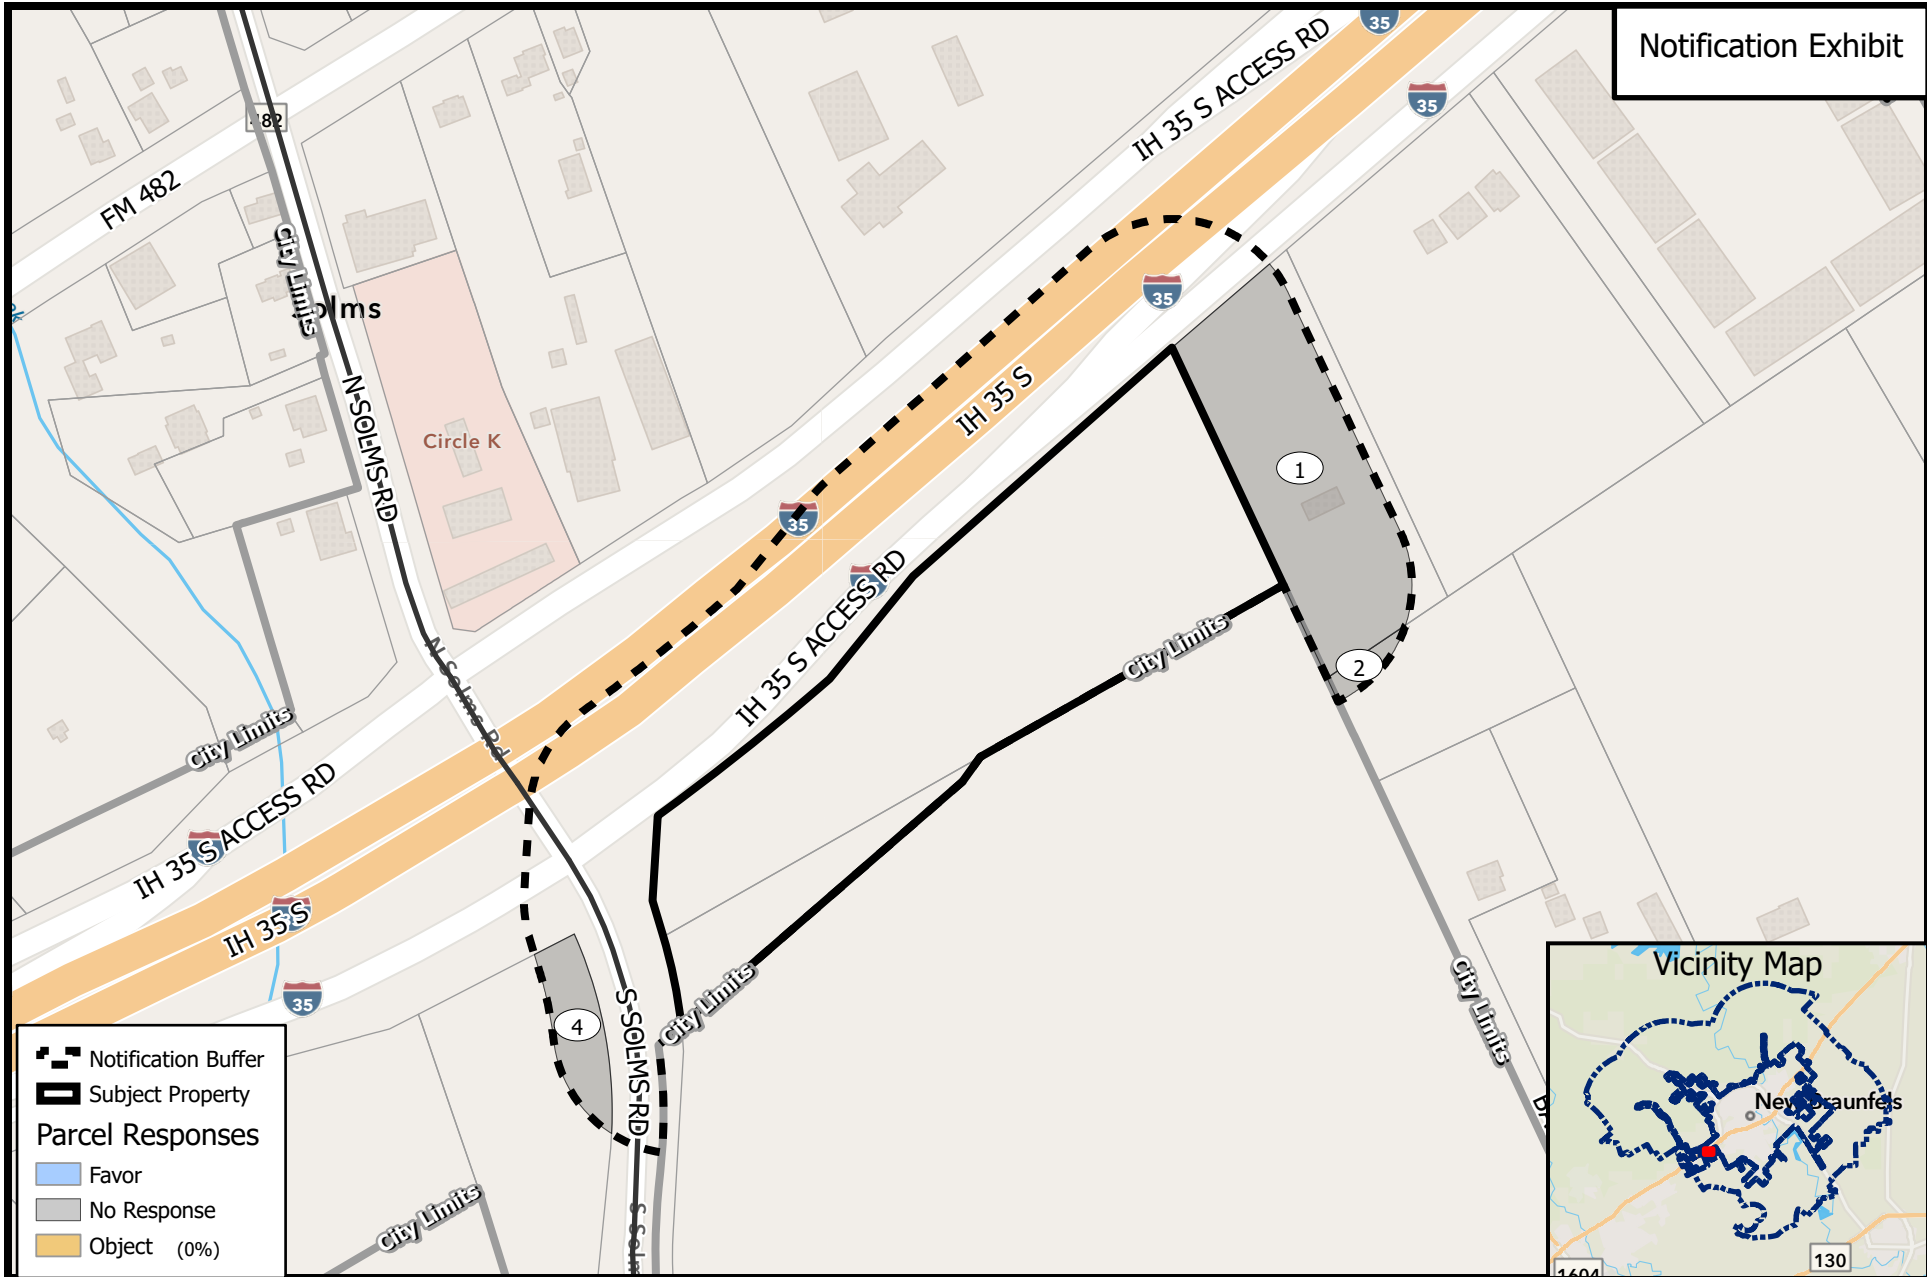 Notification Exhibit
IH 35 S ACCESS RD
35
35
482
FM 482
City Limits
Solms
35
N SOLMS RD
IH 35 S
Circle K
1
35
IH 35 S ACCESS RD
City Limits
2
N Solms Rd
City Limits
IH 35 S ACCESS RD
IH 35 S
35
4
S SOLMS RD
City Limits
City Limits
City Limits
S Solm
Notification Buffer
Subject Property
Parcel Responses
Favor
No Response
Object (0%)
Vicinity Map
New Braunfels
130
1604